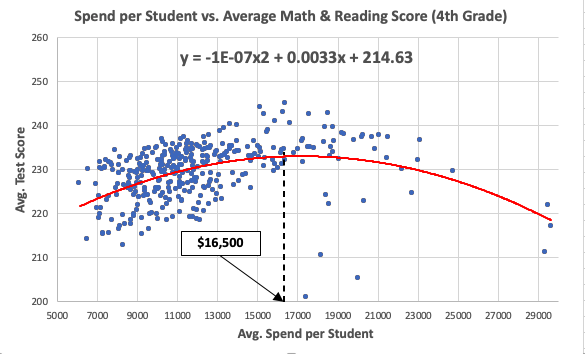 Spend per Student vs. Average Math & Reading Score (4th Grade)
y = -1E-07x2 + 0.0033x + 214.63
260
250
240
230
220
210
200
Avg. Test Score
$16,500
5000 7000 9000 11000 13000 15000 17000 19000 21000 23000 25000 27000 29000
Avg. Spend per Student